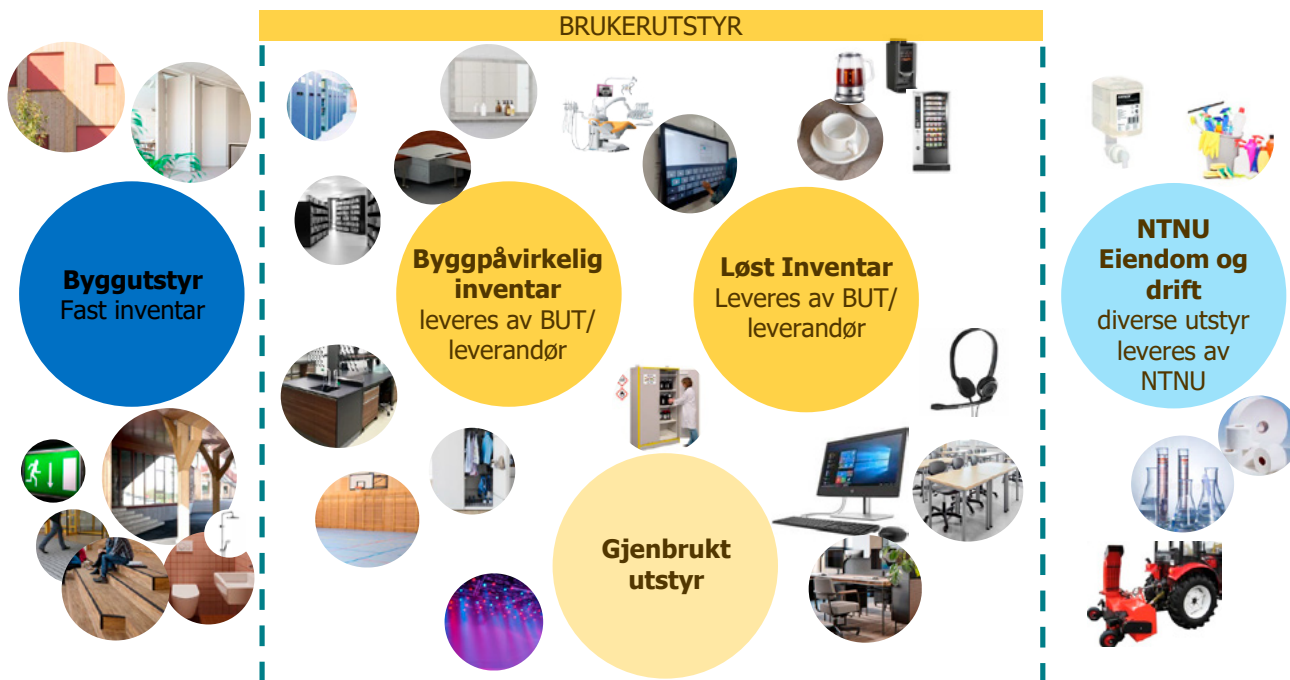 BRUKERUTSTYR
Byggutstyr
Fast inventar
Byggpåvirkelig
inventar
leveres av BUT/
leverandør
Løst Inventar
Leveres av BUT/
leverandør
NTNU
Eiendom og
drift
diverse utstyr
leveres av
NTNU
Gjenbrukt
utstyr